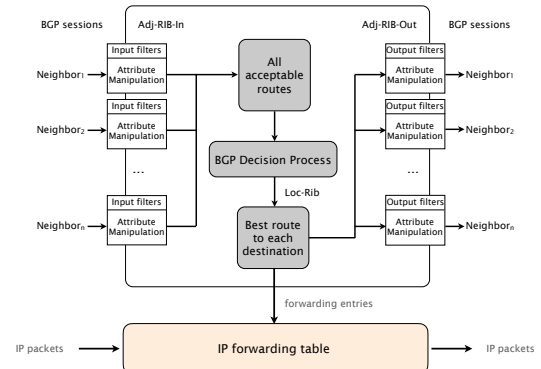 BGP sessions
Adj-RIB-In
Adj-RIB-Out
BGP sessions
Neighbor₁
Input filters
Attribute
Manipulation
All
acceptable
routes
Output filters
Attribute
Manipulation
Neighbor₁
Neighbor₂
Input filters
Attribute
Manipulation
Output filters
Attribute
Manipulation
Neighbor₂
...
BGP Decision Process
...
Loc-Rib
Neighborₙ
Input filters
Attribute
Manipulation
Best route
to each
destination
Output filters
Attribute
Manipulation
Neighborₙ
forwarding entries
IP packets
IP forwarding table
IP packets